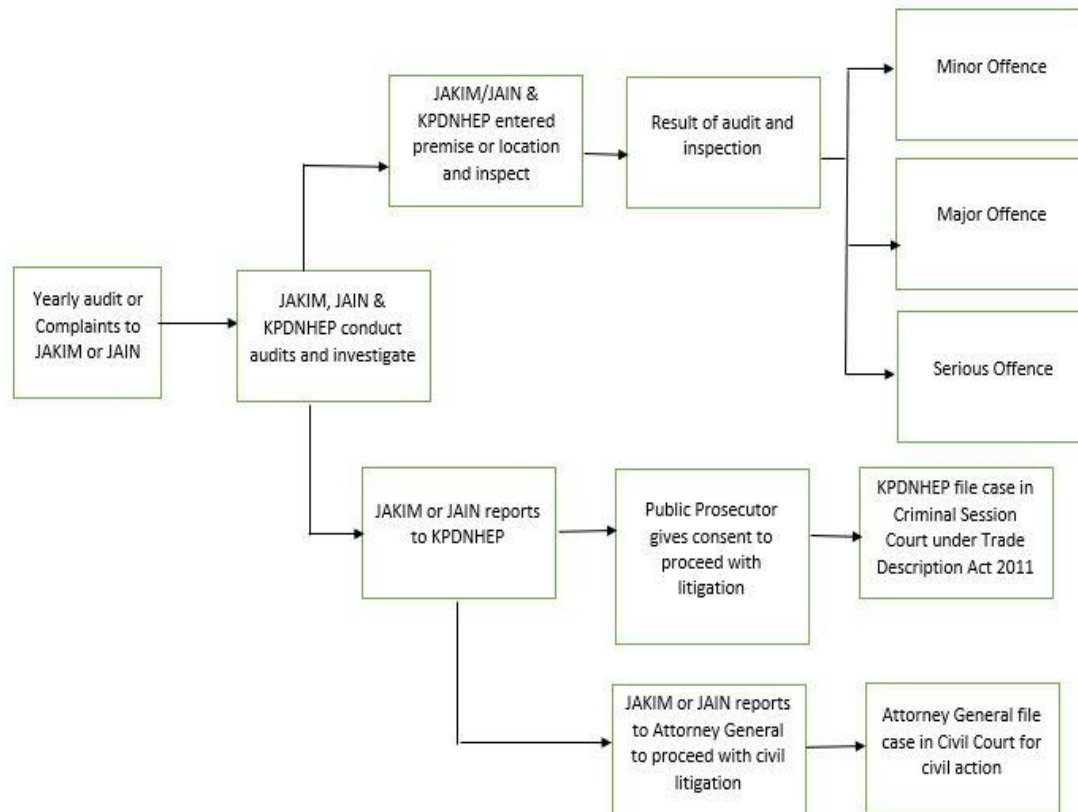 Minor Offence
JAKIM/JAIN &
KPDNHEP entered
premise or location
and inspect
Result of audit and
inspection
Major Offence
Yearly audit or
Complaints to
JAKIM or JAIN
JAKIM, JAIN &
KPDNHEP conduct
audits and investigate
Serious Offence
JAKIM or JAIN reports
to KPDNHEP
Public Prosecutor
gives consent to
proceed with
litigation
KPDNHEP file case in
Criminal Session
Court under Trade
Description Act 2011
JAKIM or JAIN reports
to Attorney General
to proceed with civil
litigation
Attorney General file
case in Civil Court for
civil action